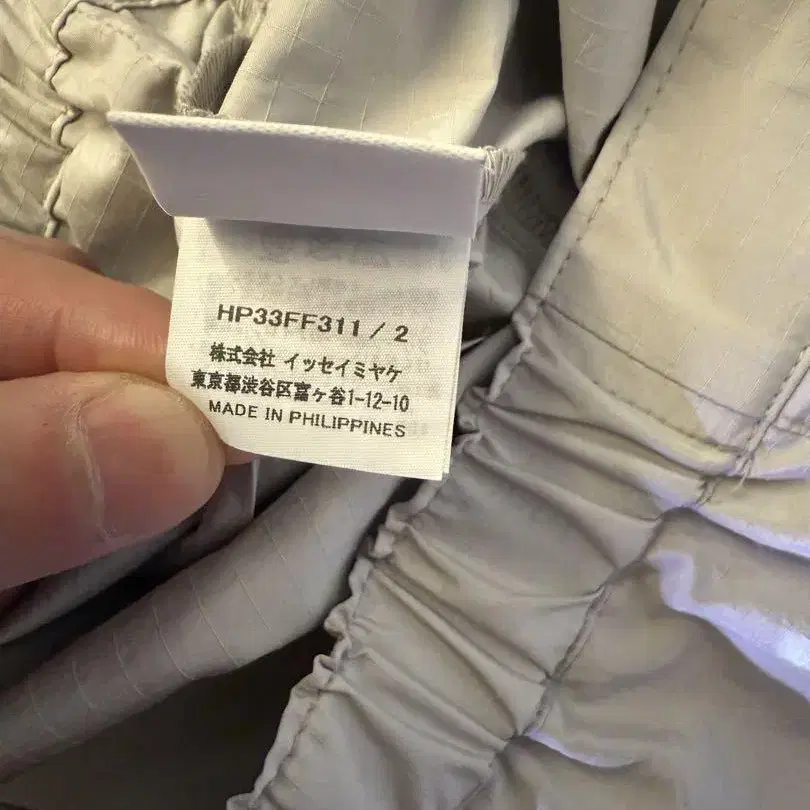 HP33FF311 / 2
株式会社 イッセイミヤケ
東京都渋谷区富ヶ谷1-12-10
MADE IN PHILIPPINES